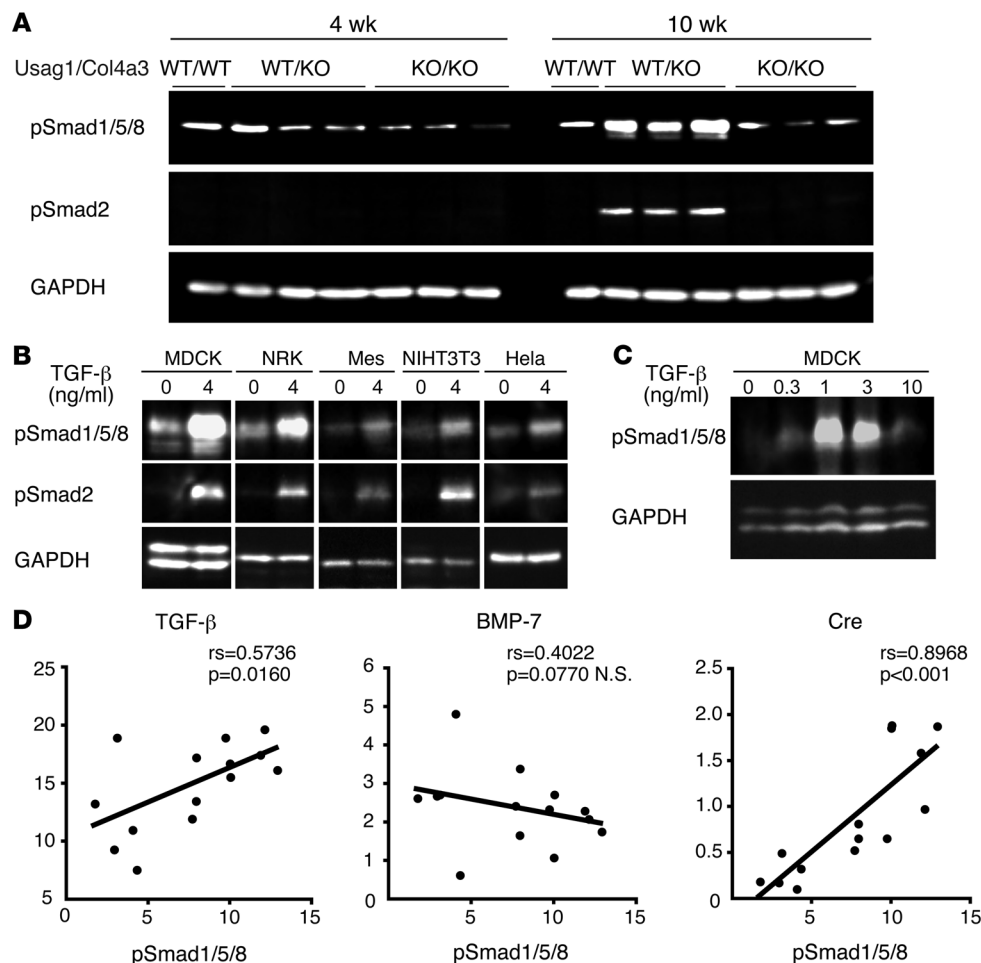 A
4 wk 10 wk
Usag1/Col4a3 WT/WT WT/KO KO/KO WT/WT WT/KO KO/KO
pSmad1/5/8
pSmad2
GAPDH
B
MDCK NRK Mes NIHT3T3 Hela
TGF-β
(ng/ml)
0 4 0 4 0 4 0 4 0 4
pSmad1/5/8
pSmad2
GAPDH
C
MDCK
TGF-β
(ng/ml)
0 0.3 1 3 10
pSmad1/5/8
GAPDH
D
TGF-β
rs=0.5736
p=0.0160
25
20
15
10
5
0 5 10 15
pSmad1/5/8
BMP-7
rs=0.4022
p=0.0770 N.S.
6
5
4
3
2
1
0
5 10 15
pSmad1/5/8
Cre
rs=0.8968
p<0.001
2.5
2.0
1.5
1.0
0.5
0
5 10 15
pSmad1/5/8